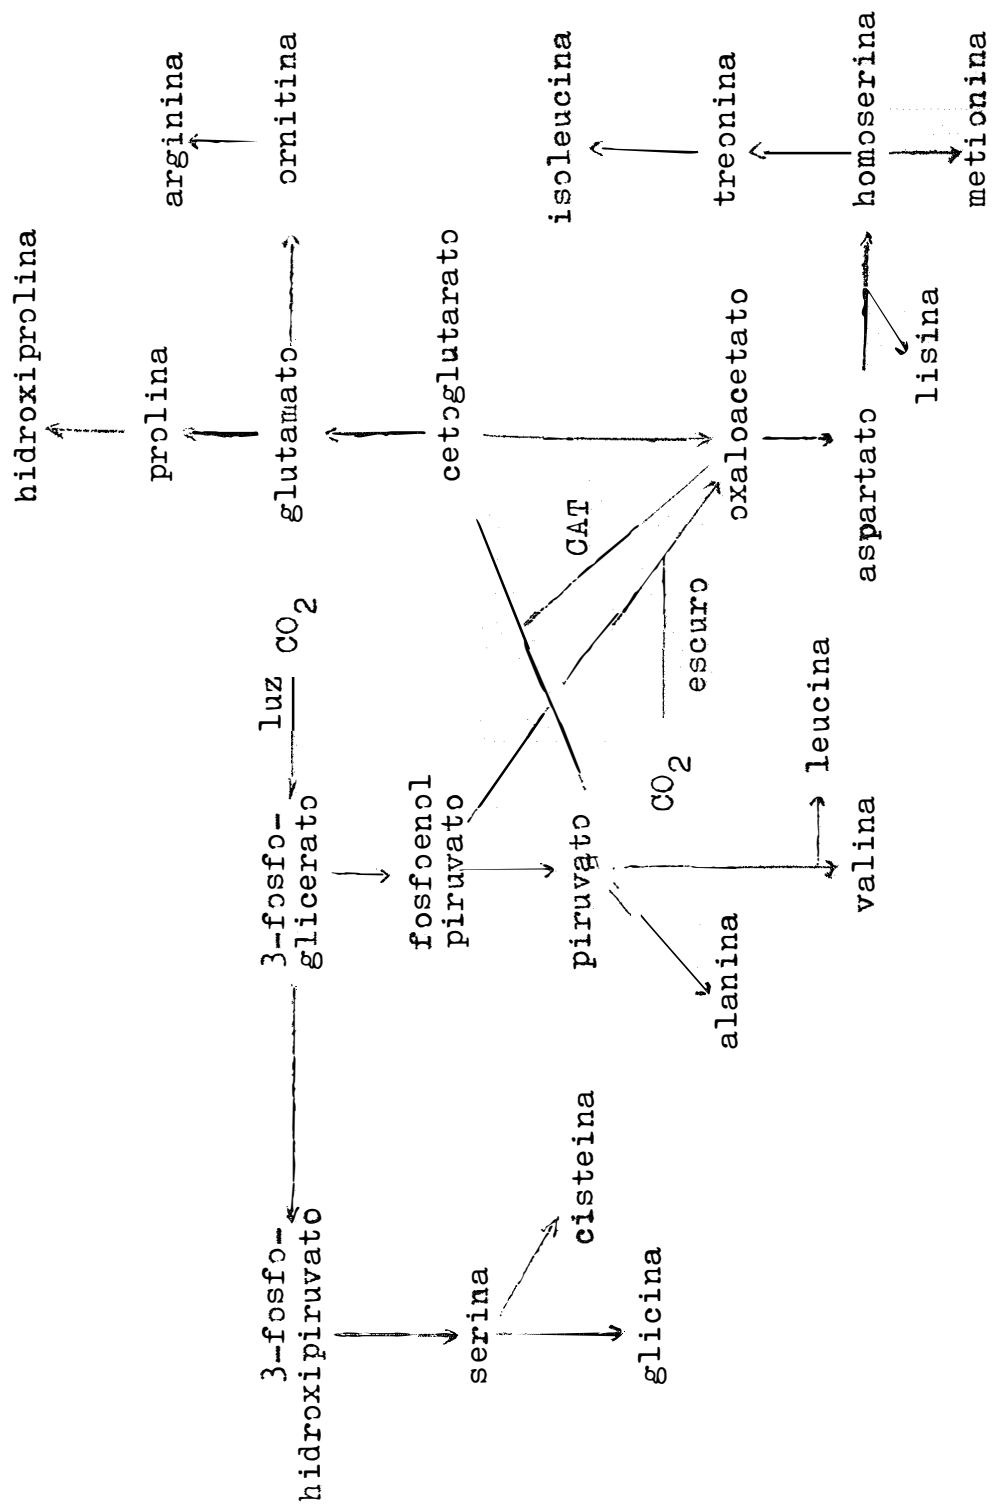 hidroxiprolina
prolina
arginina
3-fosfo-
hidroxipiruvato
3-fosfo-
glicerato
luz
CO2
glutamato
ornitina
fosfoenol
piruvato
cetoglutarato
serina
cisteina
piruvato
CAT
isoleucina
glicina
CO2
escuro
alanina
oxaloacetato
treonina
leucina
valina
aspartato
homoserina
lisina
metionina